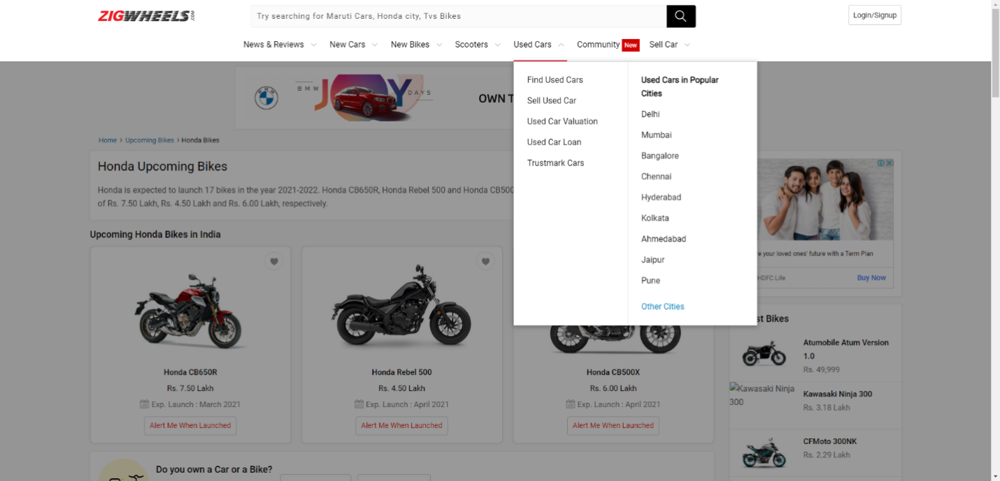 ZIGWHEELS.COM
Try searching for Maruti Cars, Honda city, Tvs Bikes
Login/Signup
News & Reviews
New Cars
New Bikes
Scooters
Used Cars
Community New
Sell Car
Find Used Cars
Sell Used Car
Used Car Valuation
Used Car Loan
Trustmark Cars
Used Cars in Popular
Cities
Delhi
Mumbai
Bangalore
Chennai
Hyderabad
Kolkata
Ahmedabad
Jaipur
Pune
Other Cities
BMW
BMW JOY DAYS
OWN T
Home > Upcoming Bikes > Honda Bikes
Honda Upcoming Bikes
Honda is expected to launch 17 bikes in the year 2021-2022. Honda CB650R, Honda Rebel 500 and Honda CB500
of Rs. 7.50 Lakh, Rs. 4.50 Lakh and Rs. 6.00 Lakh, respectively.
Upcoming Honda Bikes in India
Honda CB650R
Rs. 7.50 Lakh
Exp. Launch : March 2021
Alert Me When Launched
Honda Rebel 500
Rs. 4.50 Lakh
Exp. Launch : April 2021
Alert Me When Launched
Honda CB500X
Rs. 6.00 Lakh
Exp. Launch : April 2021
Alert Me When Launched
Do you own a Car or a Bike?
e your loved ones' future with a Term Plan
HDFC Life
Buy Now
st Bikes
Atumobile Atum Version
1.0
Rs. 49,999
Kawasaki Ninja
300
Kawasaki Ninja 300
Rs. 3.18 Lakh
CFMoto 300NK
Rs. 2.29 Lakh